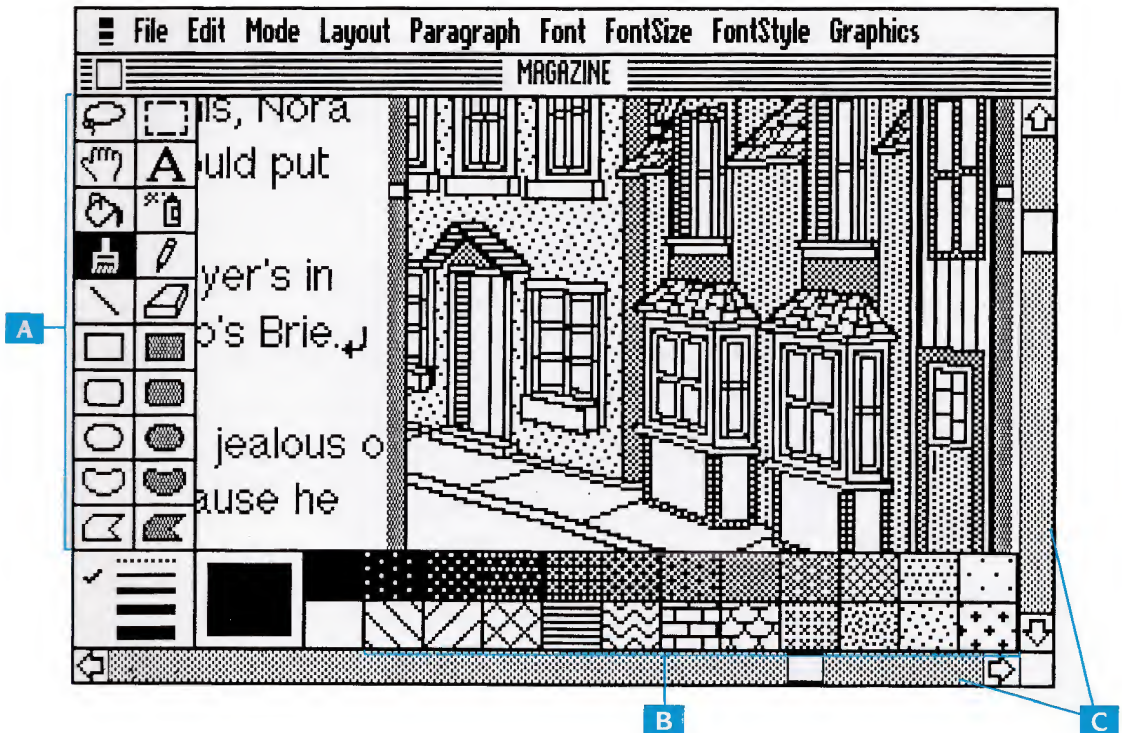 File Edit Mode Layout Paragraph Font FontSize FontStyle Graphics
MAGAZINE
Nora
A
uld put
yer's in
A
o's Brie.
jealous o
ause he
B
C